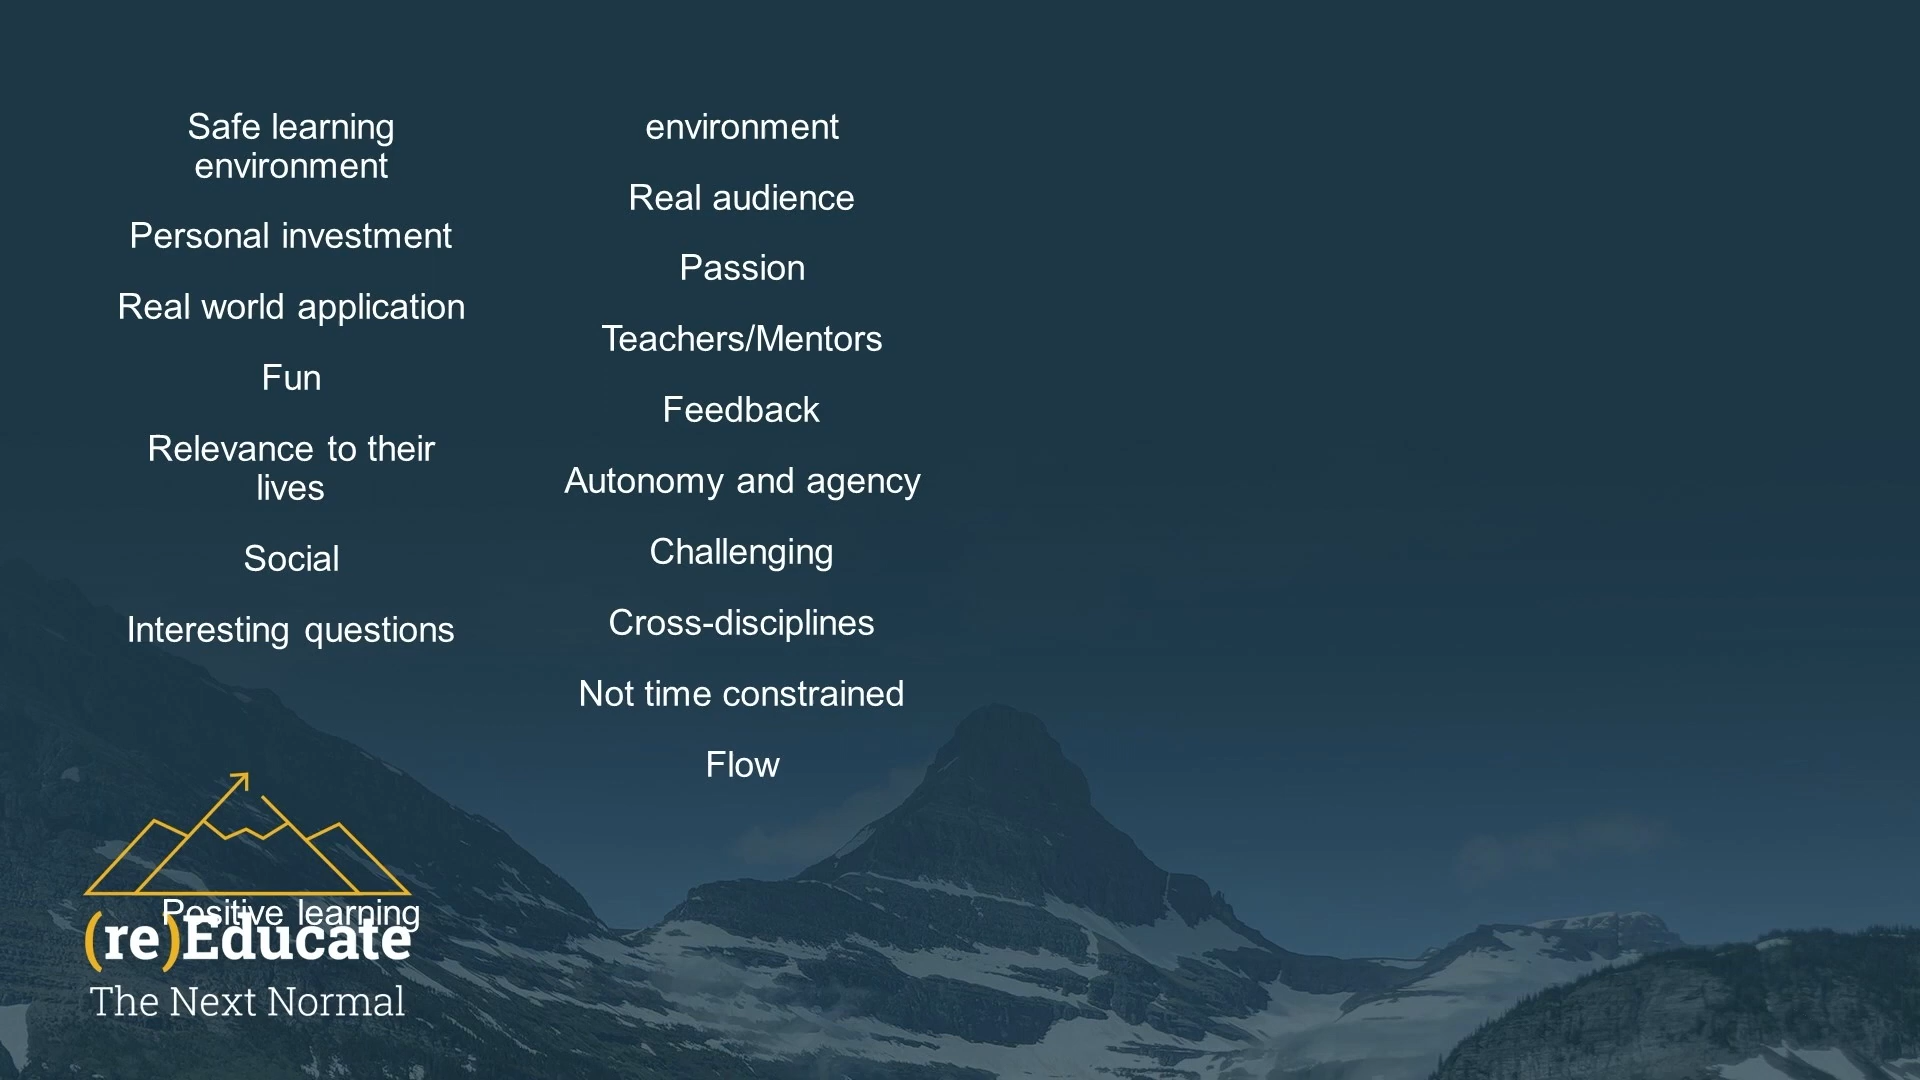 Safe learning
environment
Personal investment
Real world application
Fun
Relevance to their
lives
Social
Interesting questions
Positive learning
environment
Real audience
Passion
Teachers/Mentors
Feedback
Autonomy and agency
Challenging
Cross-disciplines
Not time constrained
Flow
(re)Educate
The Next Normal